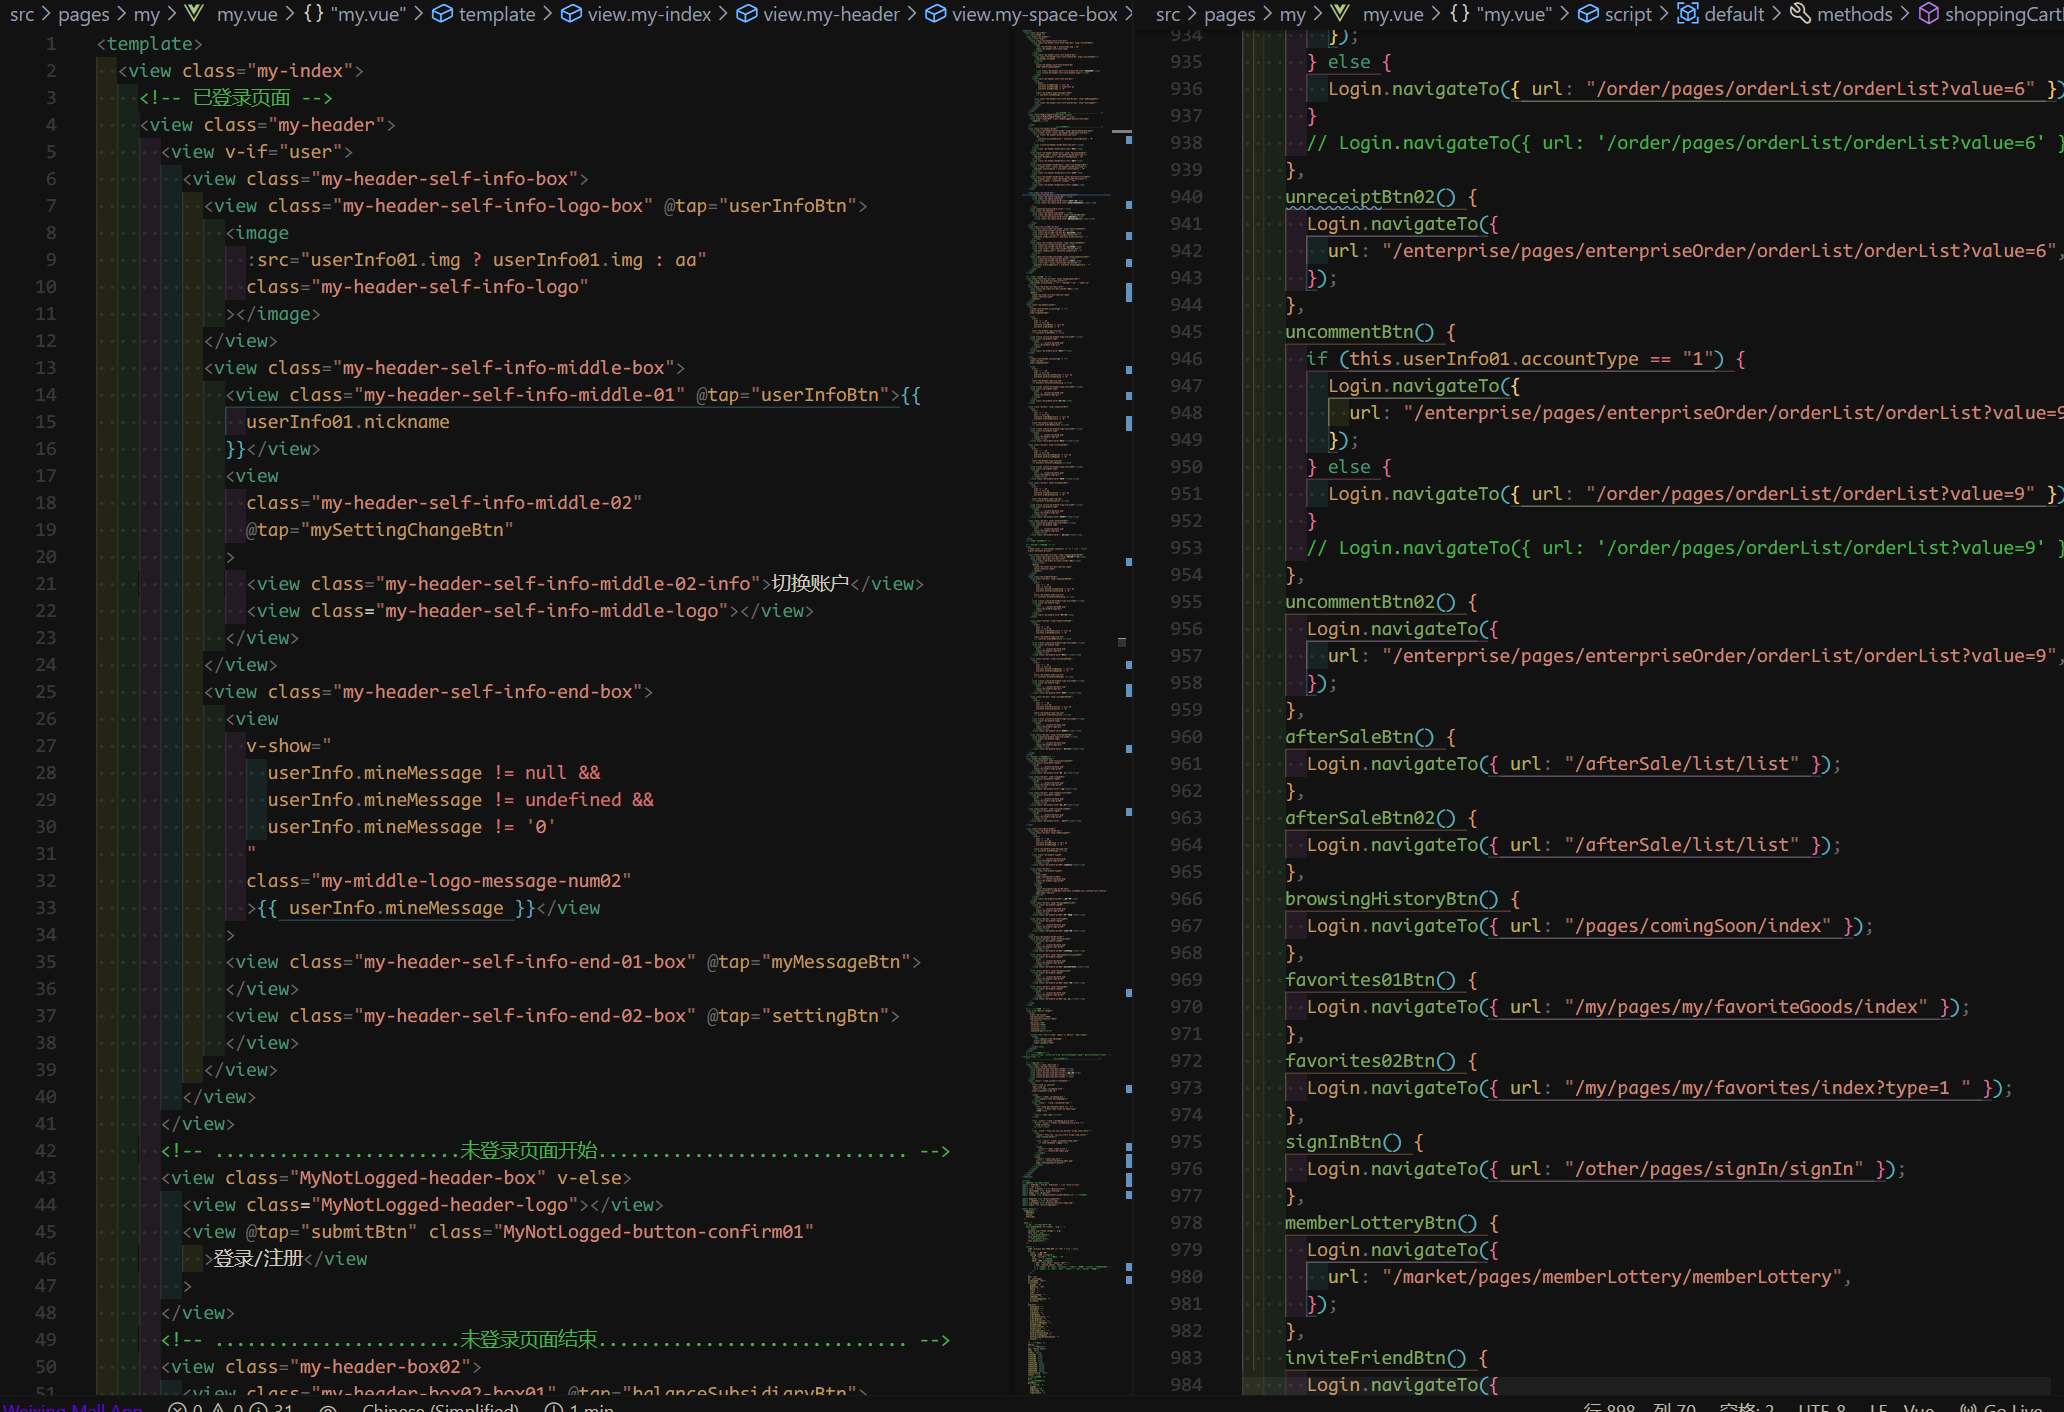 src > pages > my > my.vue > {} "my.vue" > template > view.my-index > view.my-header > view.my-space-box >
1 <template>
2 <view class="my-index">
3 <!-- 已登录页面 -->
4 <view class="my-header">
5 <view v-if="user">
6 <view class="my-header-self-info-box">
7 <view class="my-header-self-info-logo-box" @tap="userInfoBtn">
8 <image
9 :src="userInfo01.img ? userInfo01.img : aa"
10 class="my-header-self-info-logo"
11 ></image>
12 </view>
13 <view class="my-header-self-info-middle-box">
14 <view class="my-header-self-info-middle-01" @tap="userInfoBtn">{{
15 userInfo01.nickname
16 }}</view>
17 <view
18 class="my-header-self-info-middle-02"
19 @tap="mySettingChangeBtn"
20 >
21 <view class="my-header-self-info-middle-02-info">切换账户</view>
22 <view class="my-header-self-info-middle-logo"></view>
23 </view>
24 </view>
25 <view class="my-header-self-info-end-box">
26 <view
27 v-show="
28 userInfo.mineMessage != null &&
29 userInfo.mineMessage != undefined &&
30 userInfo.mineMessage != '0'
31 "
32 class="my-middle-logo-message-num02"
33 >{{ userInfo.mineMessage }}</view
34 >
35 <view class="my-header-self-info-end-01-box" @tap="myMessageBtn">
36 </view>
37 <view class="my-header-self-info-end-02-box" @tap="settingBtn">
38 </view>
39 </view>
40 </view>
41 </view>
42 <!-- .......................未登录页面开始............................. -->
43 <view class="MyNotLogged-header-box" v-else>
44 <view class="MyNotLogged-header-logo"></view>
45 <view @tap="submitBtn" class="MyNotLogged-button-confirm01"
46 >登录/注册</view
47 >
48 </view>
49 <!-- .......................未登录页面结束............................. -->
50 <view class="my-header-box02">
51 <view class="my-header-box02-box01" @tap="balanceSubsidiaryBtn">
src > pages > my > my.vue > {} "my.vue" > script > default > methods > shoppingCart
934 });
935 } else {
936 Login.navigateTo({ url: "/order/pages/orderList/orderList?value=6" })
937 }
938 // Login.navigateTo({ url: '/order/pages/orderList/orderList?value=6' }
939 },
940 unreceiptBtn02() {
941 Login.navigateTo({
942 url: "/enterprise/pages/enterpriseOrder/orderList/orderList?value=6",
943 });
944 },
945 uncommentBtn() {
946 if (this.userInfo01.accountType == "1") {
947 Login.navigateTo({
948 url: "/enterprise/pages/enterpriseOrder/orderList/orderList?value=9
949 });
950 } else {
951 Login.navigateTo({ url: "/order/pages/orderList/orderList?value=9" })
952 }
953 // Login.navigateTo({ url: '/order/pages/orderList/orderList?value=9' }
954 },
955 uncommentBtn02() {
956 Login.navigateTo({
957 url: "/enterprise/pages/enterpriseOrder/orderList/orderList?value=9",
958 });
959 },
960 afterSaleBtn() {
961 Login.navigateTo({ url: "/afterSale/list/list" });
962 },
963 afterSaleBtn02() {
964 Login.navigateTo({ url: "/afterSale/list/list" });
965 },
966 browsingHistoryBtn() {
967 Login.navigateTo({ url: "/pages/comingSoon/index" });
968 },
969 favorites01Btn() {
970 Login.navigateTo({ url: "/my/pages/my/favoriteGoods/index" });
971 },
972 favorites02Btn() {
973 Login.navigateTo({ url: "/my/pages/my/favorites/index?type=1 " });
974 },
975 signInBtn() {
976 Login.navigateTo({ url: "/other/pages/signIn/signIn" });
977 },
978 memberLotteryBtn() {
979 Login.navigateTo({
980 url: "/market/pages/memberLottery/memberLottery",
981 });
982 },
983 inviteFriendBtn() {
984 Login.navigateTo({
Weixing Mall App 0 0 31 Chinese (Simplified) 1 min 行 898, 列 70 空格: 2 UTF-8 LF Vue Go Live